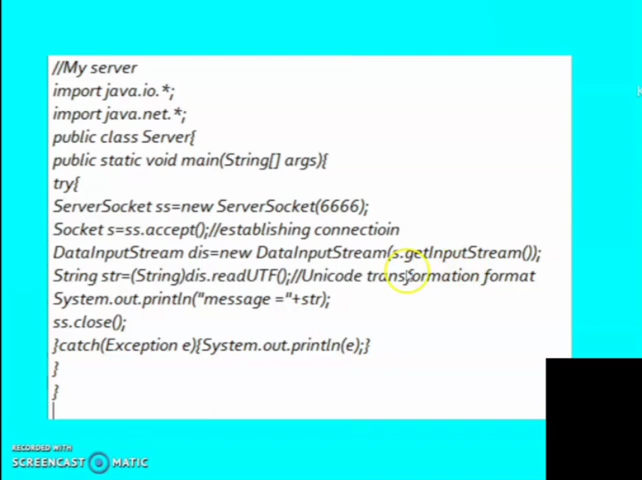 //My server
import java.io.*;
import java.net.*;
public class Server{
public static void main(String[] args){
try{
ServerSocket ss=new ServerSocket(6666);
Socket s=ss.accept();//establishing connectioin
DataInputStream dis=new DataInputStream(s.getInputStream());
String str=(String)dis.readUTF();//Unicode transformation format
System.out.println("message ="+str);
ss.close();
}catch(Exception e){System.out.println(e);}
}
}
RECORDED WITH
SCREENCAST MATIC